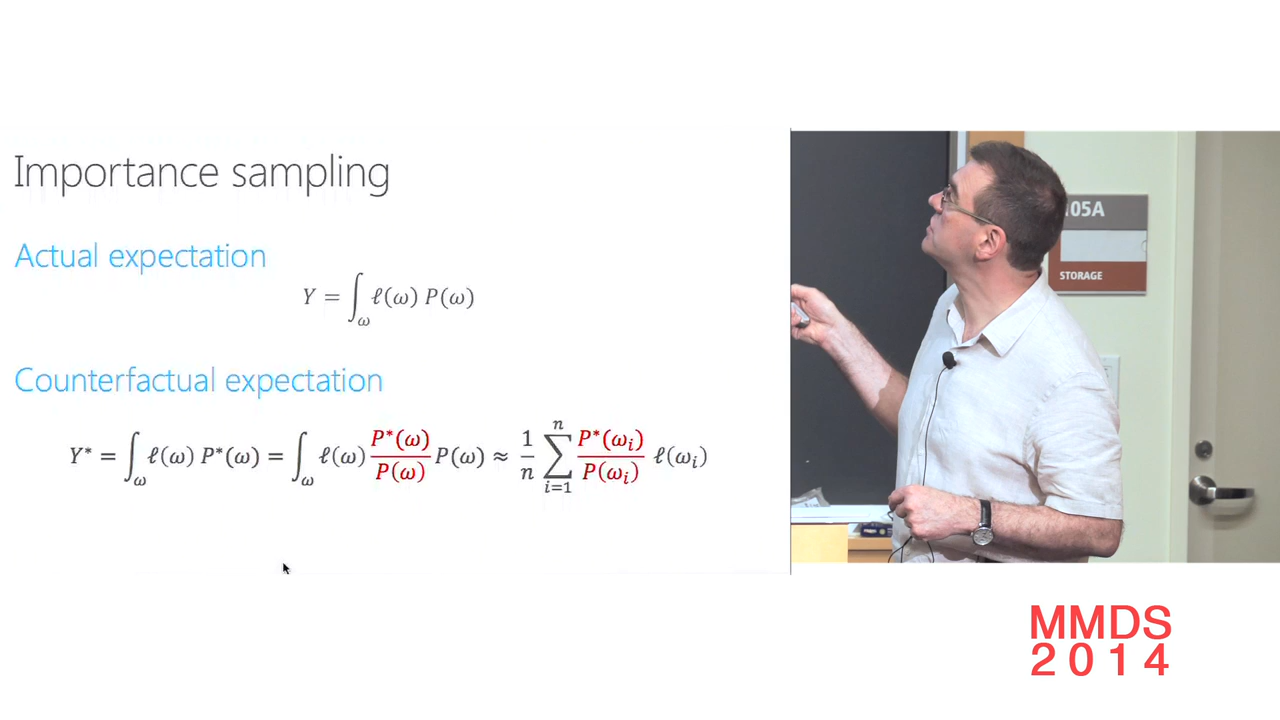 Importance sampling
Actual expectation
Y = ∫_ω ℓ(ω) P(ω)
Counterfactual expectation
Y* = ∫_ω ℓ(ω) P*(ω) = ∫_ω ℓ(ω) P*(ω)/P(ω) P(ω) ≈ 1/n ∑_{i=1}^{n} P*(ω_i)/P(ω_i) ℓ(ω_i)
105A
STORAGE
MMDS
2014